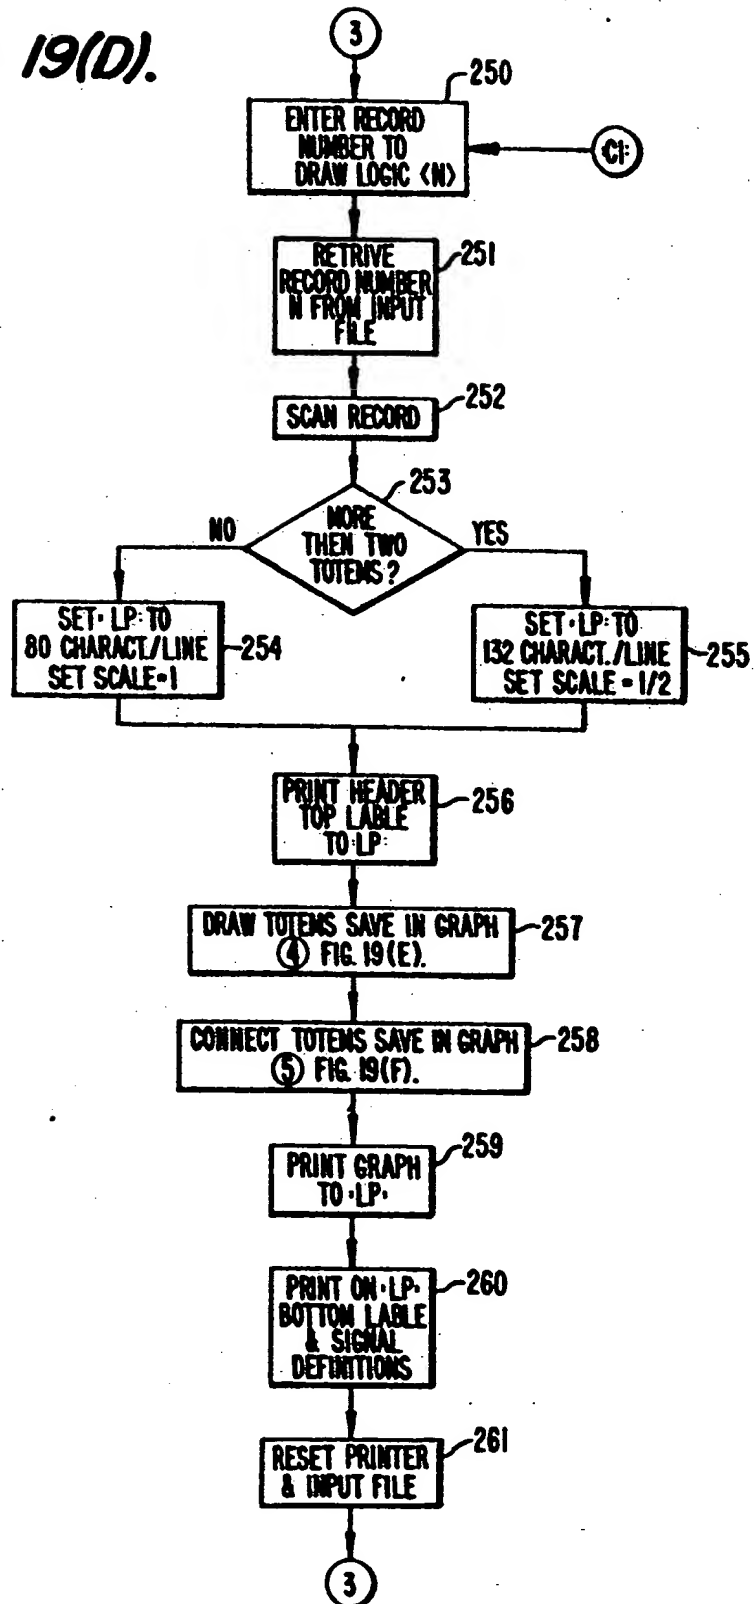 19(D).
3
250
ENTER RECORD
NUMBER TO
DRAW LOGIC <N>
CI:
251
RETRIVE
RECORD NUMBER
N FROM INPUT
FILE
252
SCAN RECORD
253
MORE
THEN TWO
TOTEMS?
NO
YES
SET· LP: TO
80 CHARACT./LINE
SET SCALE=1
254
SET ·LP: TO
132 CHARACT./LINE
SET SCALE = 1/2
255
PRINT HEADER
TOP LABLE
TO LP
256
DRAW TOTEMS SAVE IN GRAPH
4 FIG. 19(E).
257
CONNECT TOTEMS SAVE IN GRAPH
5 FIG. 19(F).
258
259
PRINT GRAPH
TO ·LP·
260
PRINT ON ·LP·
BOTTOM LABLE
& SIGNAL
DEFINITIONS
261
RESET PRINTER
& INPUT FILE
3